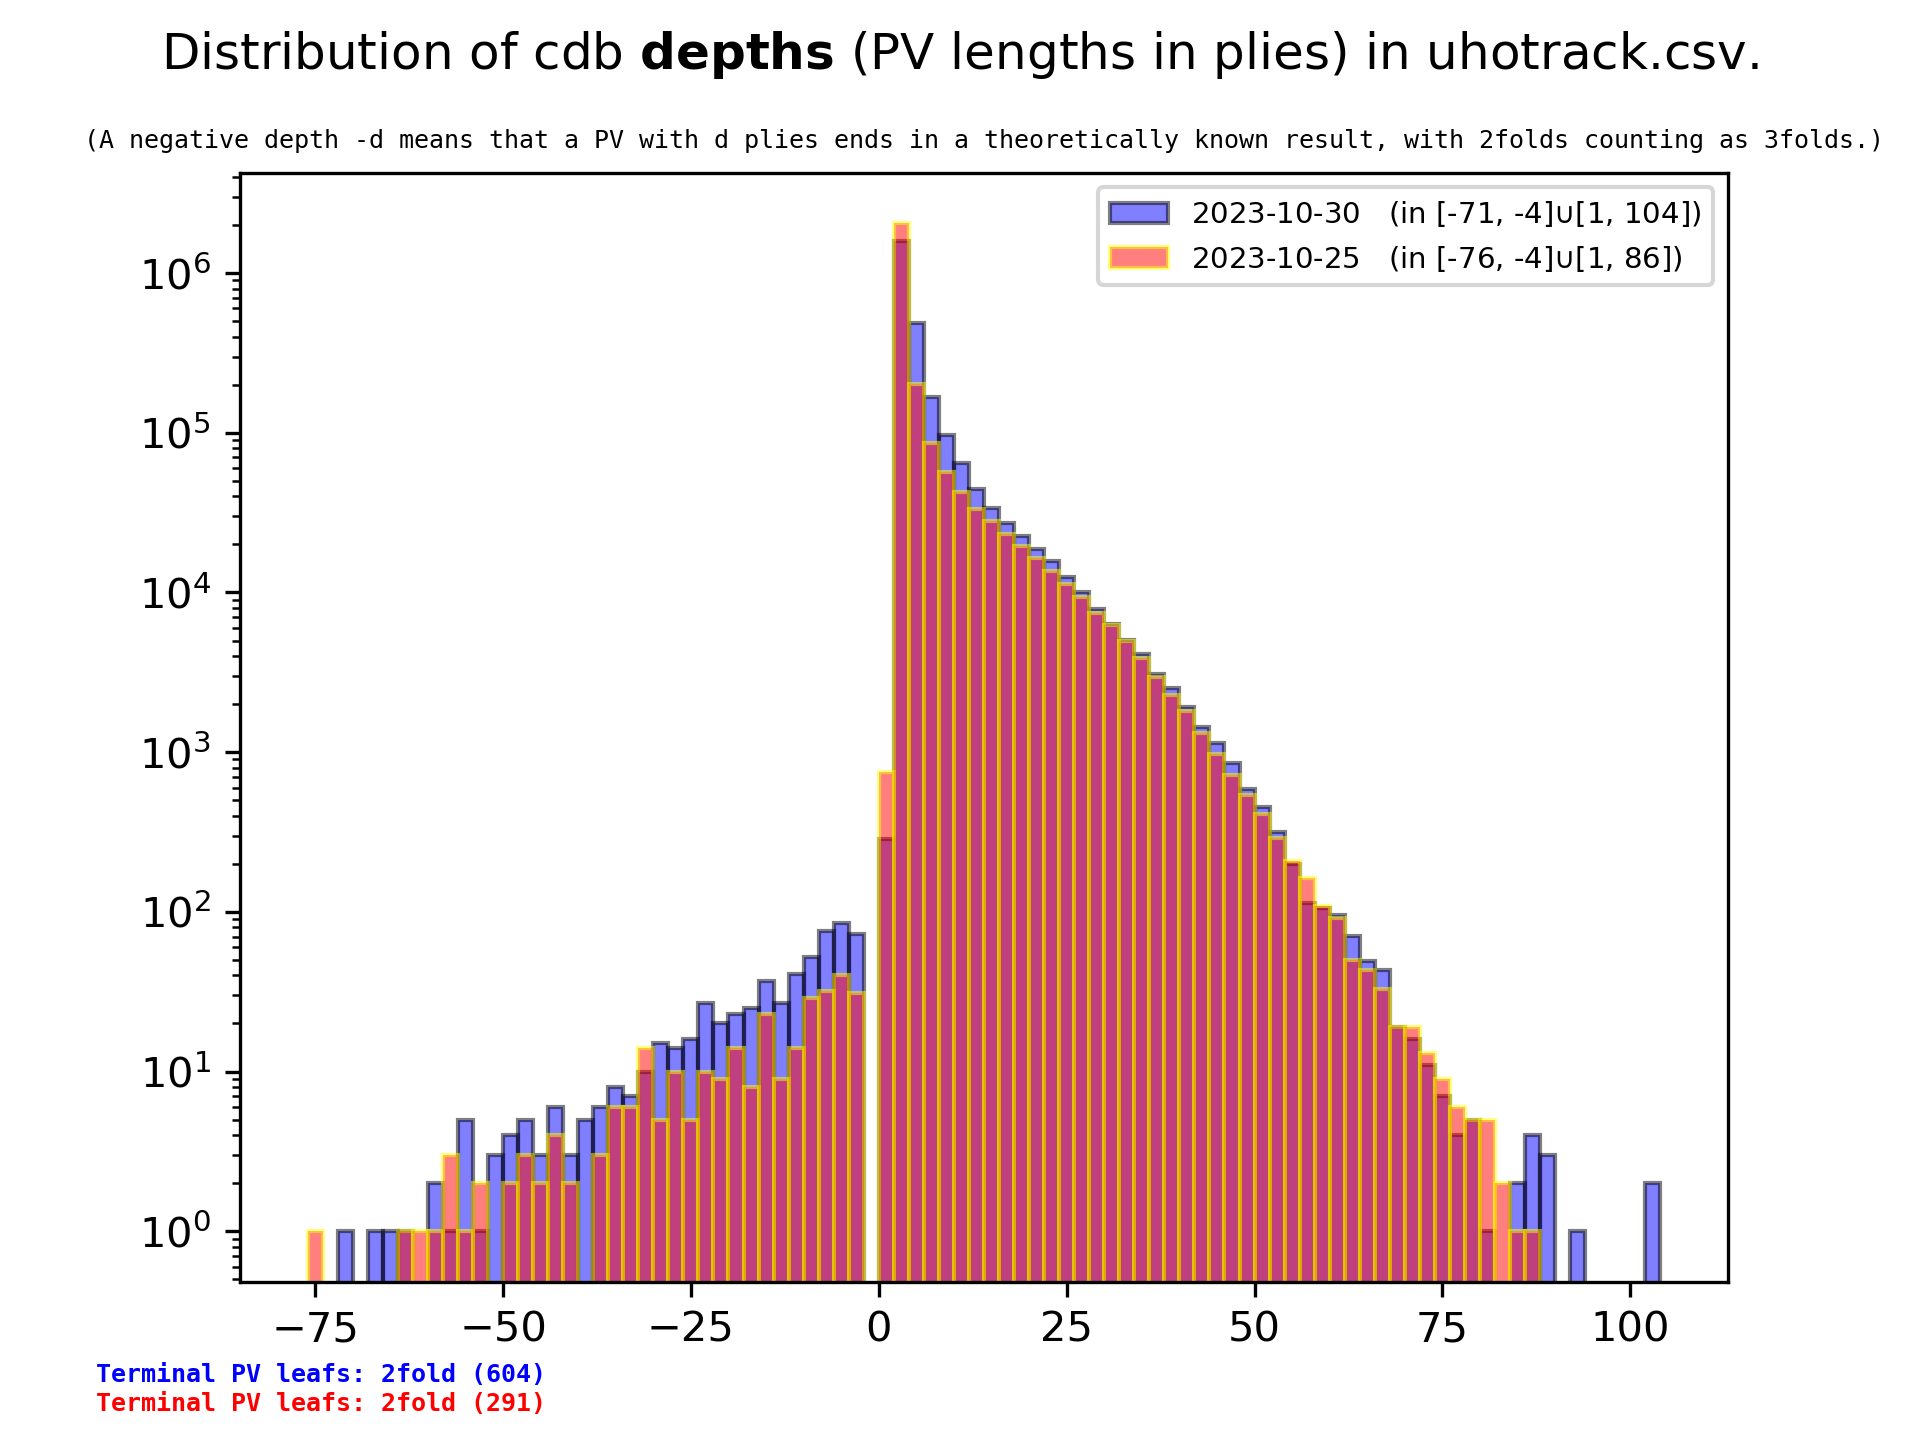 Distribution of cdb depths (PV lengths in plies) in uhotrack.csv.
(A negative depth -d means that a PV with d plies ends in a theoretically known result, with 2folds counting as 3folds.)
2023-10-30 (in [-71, -4]∪[1, 104])
2023-10-25 (in [-76, -4]∪[1, 86])
10⁶
10⁵
10⁴
10³
10²
10¹
10⁰
−75 −50 −25 0 25 50 75 100
Terminal PV leafs: 2fold (604)
Terminal PV leafs: 2fold (291)